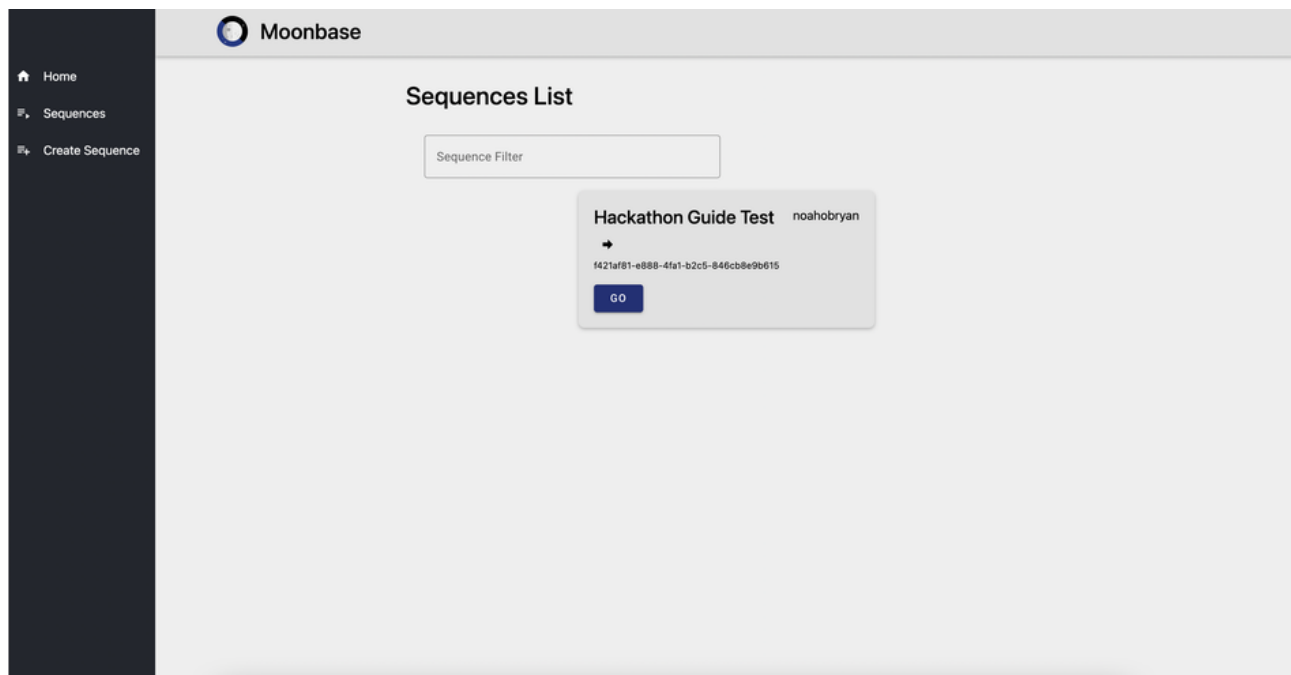 Moonbase
Home
Sequences
Create Sequence
Sequences List
Sequence Filter
Hackathon Guide Test noahobryan
f421af81-e888-4fa1-b2c5-846cb8e9b615
GO